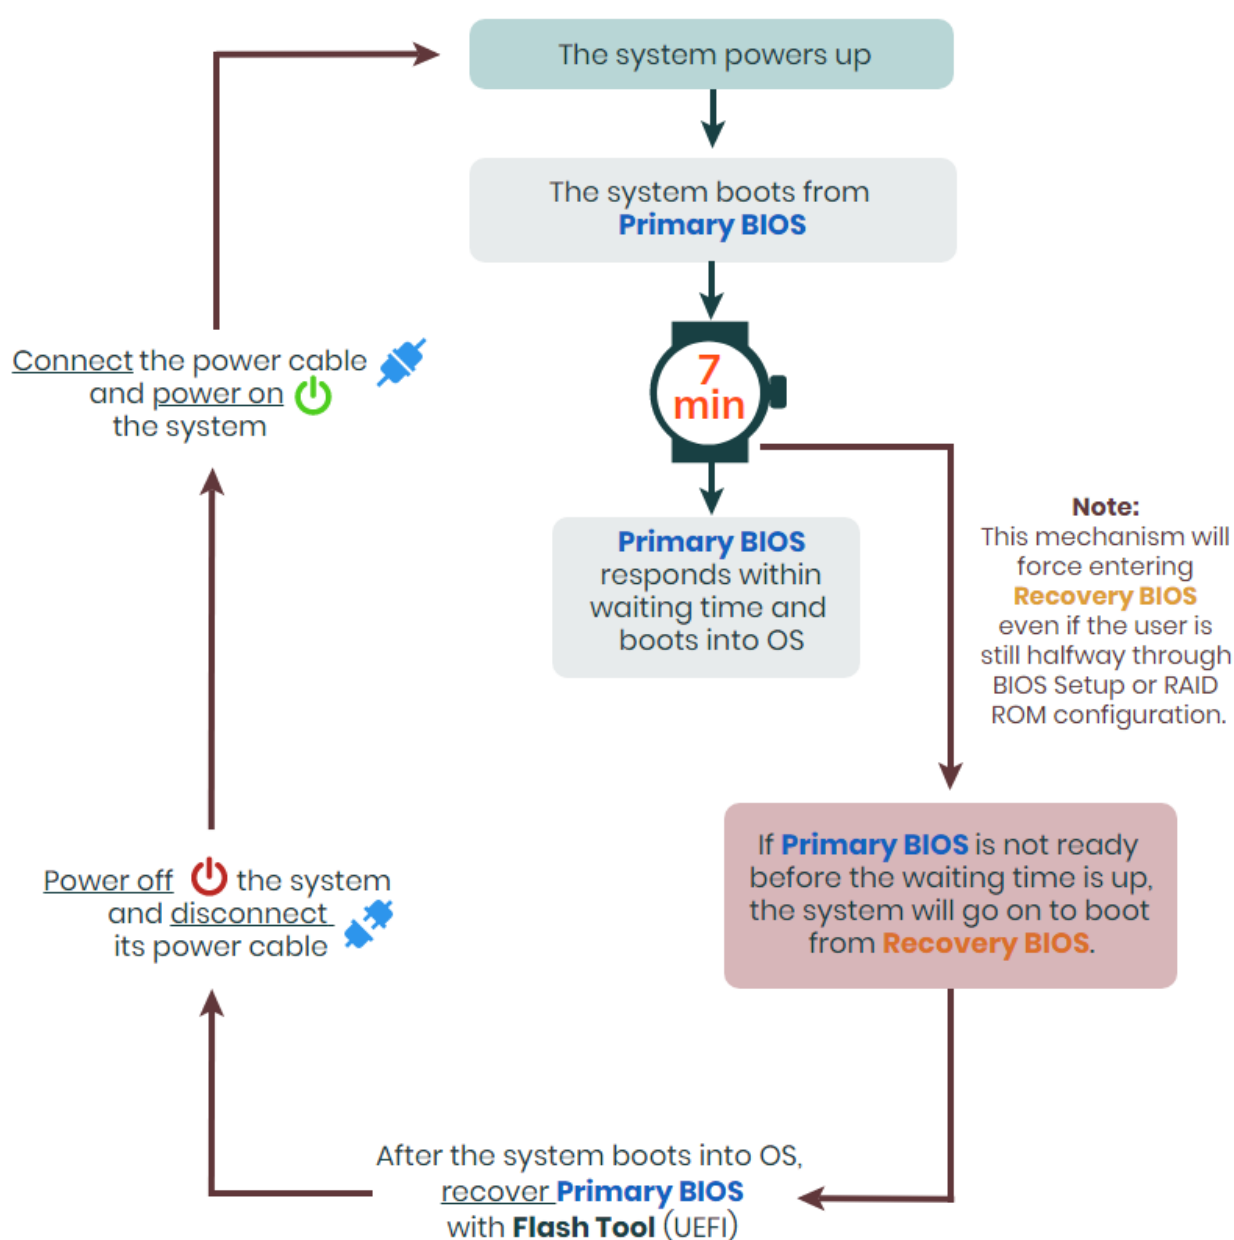 The system powers up
The system boots from
Primary BIOS
7
min
Primary BIOS
responds within
waiting time and
boots into OS
Note:
This mechanism will
force entering
Recovery BIOS
even if the user is
still halfway through
BIOS Setup or RAID
ROM configuration.
If Primary BIOS is not ready
before the waiting time is up,
the system will go on to boot
from Recovery BIOS.
After the system boots into OS,
recover Primary BIOS
with Flash Tool (UEFI)
Power off the system
and disconnect
its power cable
Connect the power cable
and power on
the system